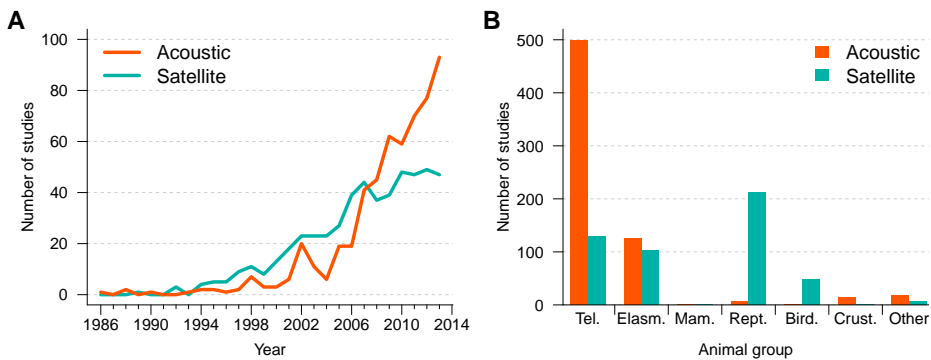 A
Number of studies
100
80
60
40
20
0
Acoustic
Satellite
1986 1990 1994 1998 2002 2006 2010 2014
Year
B
Number of studies
500
400
300
200
100
0
Acoustic
Satellite
Tel. Elasm. Mam. Rept. Bird. Crust. Other
Animal group